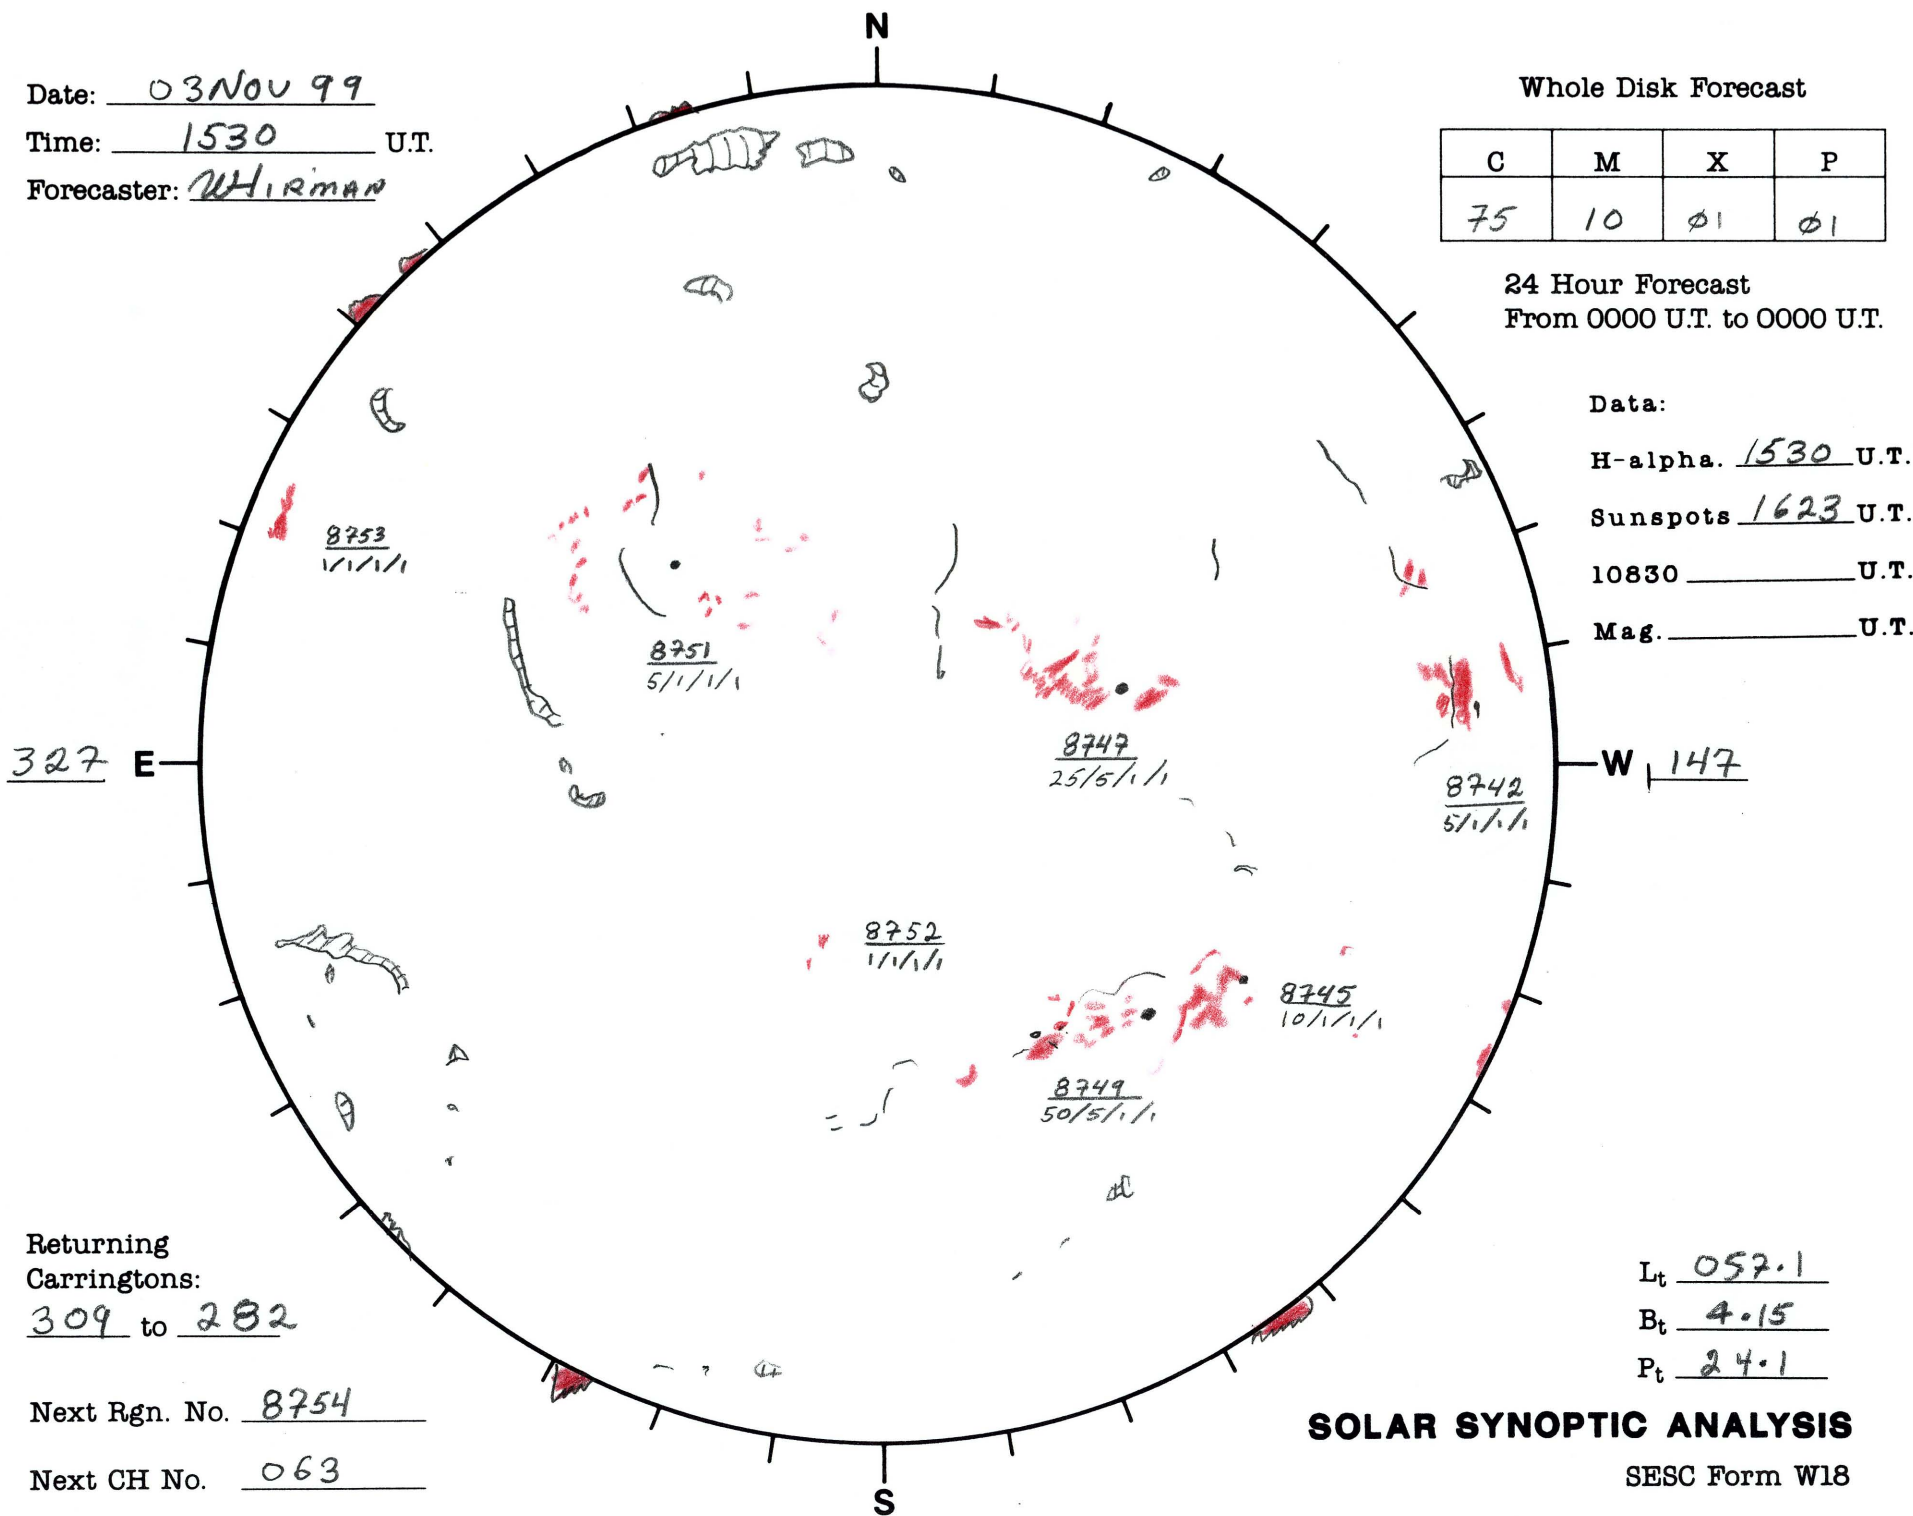 N
Date: 03 NOV 99
Time: 1530 U.T.
Forecaster: WHIRMAN
Whole Disk Forecast
C M X P
75 10 Ø1 Ø1
24 Hour Forecast
From 0000 U.T. to 0000 U.T.
Data:
H-alpha. 1530 U.T.
Sunspots 1623 U.T.
10830 U.T.
Mag. U.T.
8753
1/1/1/1
8751
5/1/1/1
8747
25/5/1/1
327 E
W 147
8742
5/1/1/1
8752
1/1/1/1
8745
10/1/1/1
8749
50/5/1/1
Returning
Carringtons:
309 to 282
Next Rgn. No. 8754
Next CH No. 063
S
Lt 057.1
Bt 4.15
Pt 24.1
SOLAR SYNOPTIC ANALYSIS
SESC Form W18